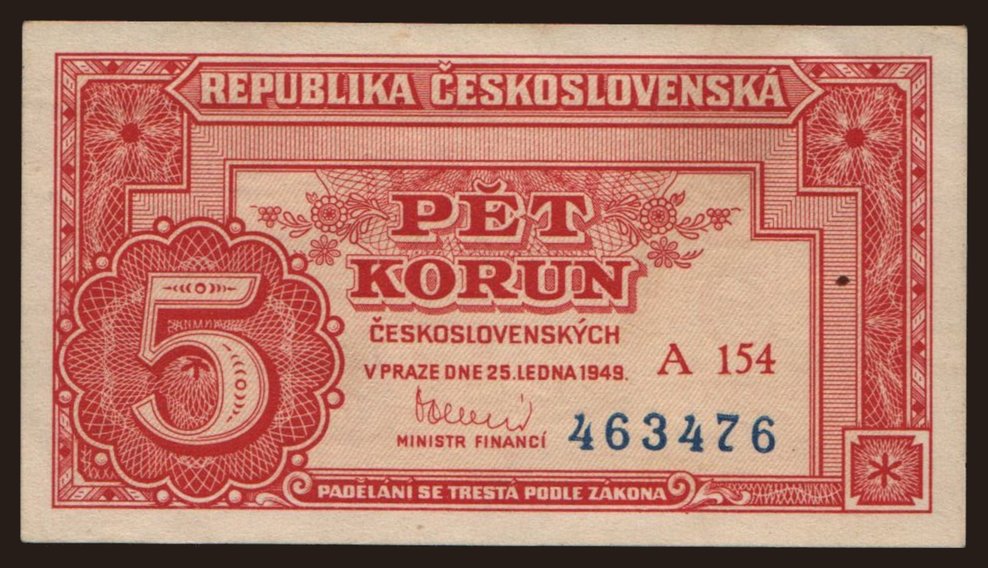 REPUBLIKA ČESKOSLOVENSKÁ
PĚT
KORUN
ČESKOSLOVENSKÝCH
V PRAZE DNE 25. LEDNA 1949.
A 154
MINISTR FINANCÍ
463476
5
PADĚLÁNÍ SE TRESTÁ PODLE ZÁKONA